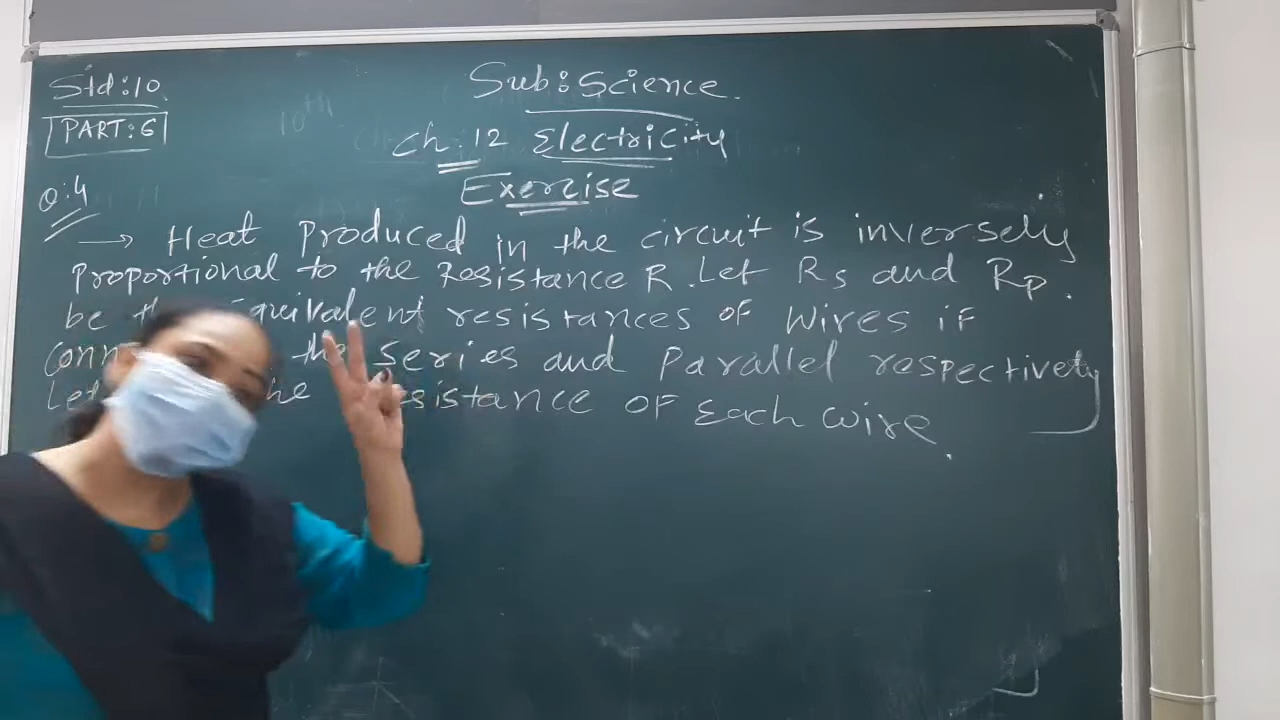 Std:10.
PART:6
Sub: Science.
Ch.12 Electricity
Exercise
Q:4
→ Heat produced in the circuit is inversely
proportional to the Resistance R. Let Rs and Rp.
be the equivalent resistances of wires if
conn the series and parallel respectively
Let he resistance of Each wire.